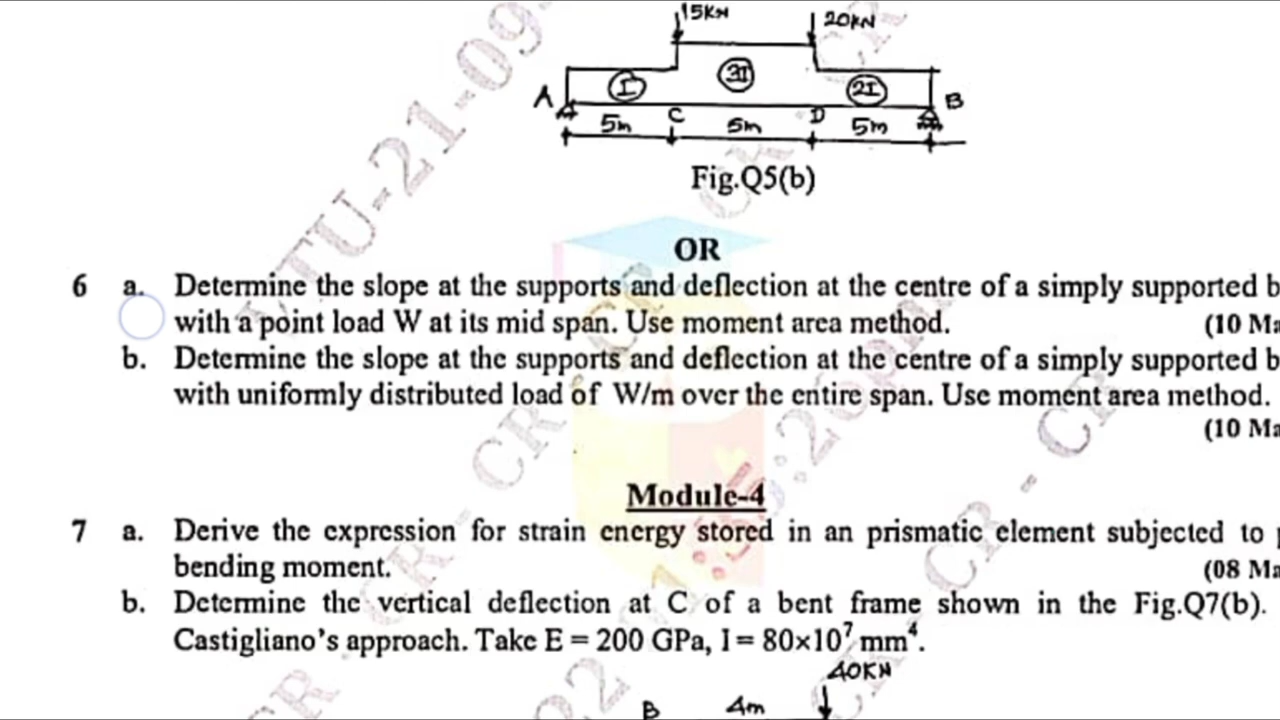 15KN 20KN
I 3I 2I
A B
C D
5m 5m 5m
Fig.Q5(b)
OR
6 a. Determine the slope at the supports and deflection at the centre of a simply supported b
with a point load W at its mid span. Use moment area method. (10 Ma
b. Determine the slope at the supports and deflection at the centre of a simply supported b
with uniformly distributed load of W/m over the entire span. Use moment area method.
(10 Ma
Module-4
7 a. Derive the expression for strain energy stored in an prismatic element subjected to p
bending moment. (08 Ma
b. Determine the vertical deflection at C of a bent frame shown in the Fig.Q7(b).
Castigliano's approach. Take E = 200 GPa, I = 80×10⁷ mm⁴.
40KN
B 4m